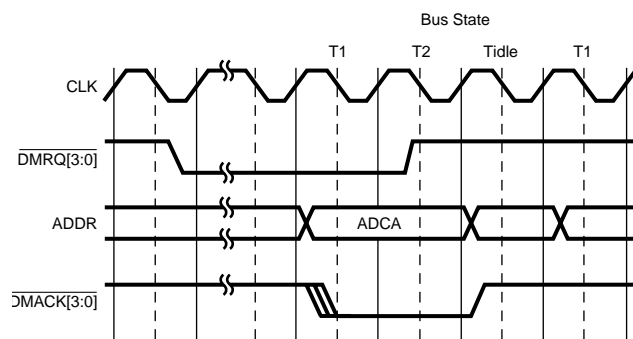 Bus State
T1 T2 Tidle T1
CLK
DMRQ[3:0]
ADDR
ADCA
DMACK[3:0]